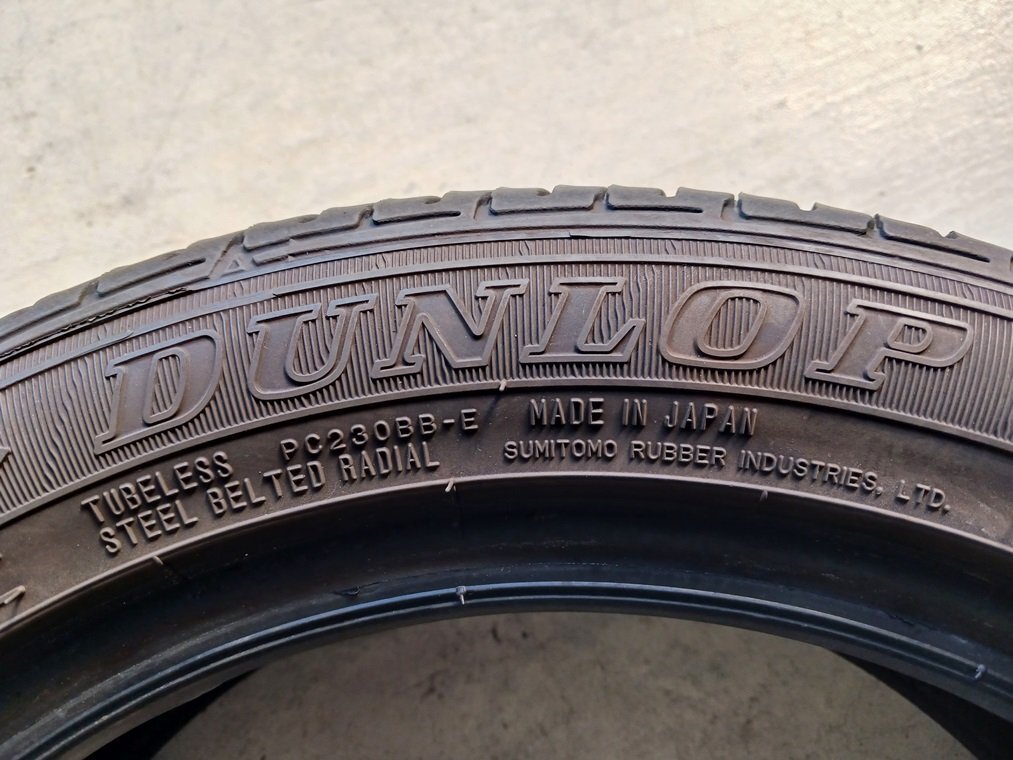 DUNLOP
TUBELESS PC230BB-E
STEEL BELTED RADIAL
MADE IN JAPAN
SUMITOMO RUBBER INDUSTRIES, LTD.